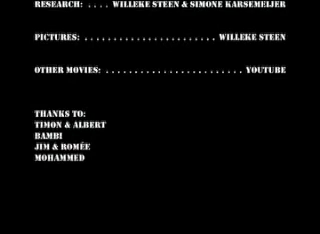 RESEARCH: .... WILLEKE STEEN & SIMONE KARSEMEIJER
PICTURES: ....................... WILLEKE STEEN
OTHER MOVIES: ........................ YOUTUBE
THANKS TO:
TIMON & ALBERT
BAMBI
JIM & ROMÉE
MOHAMMED